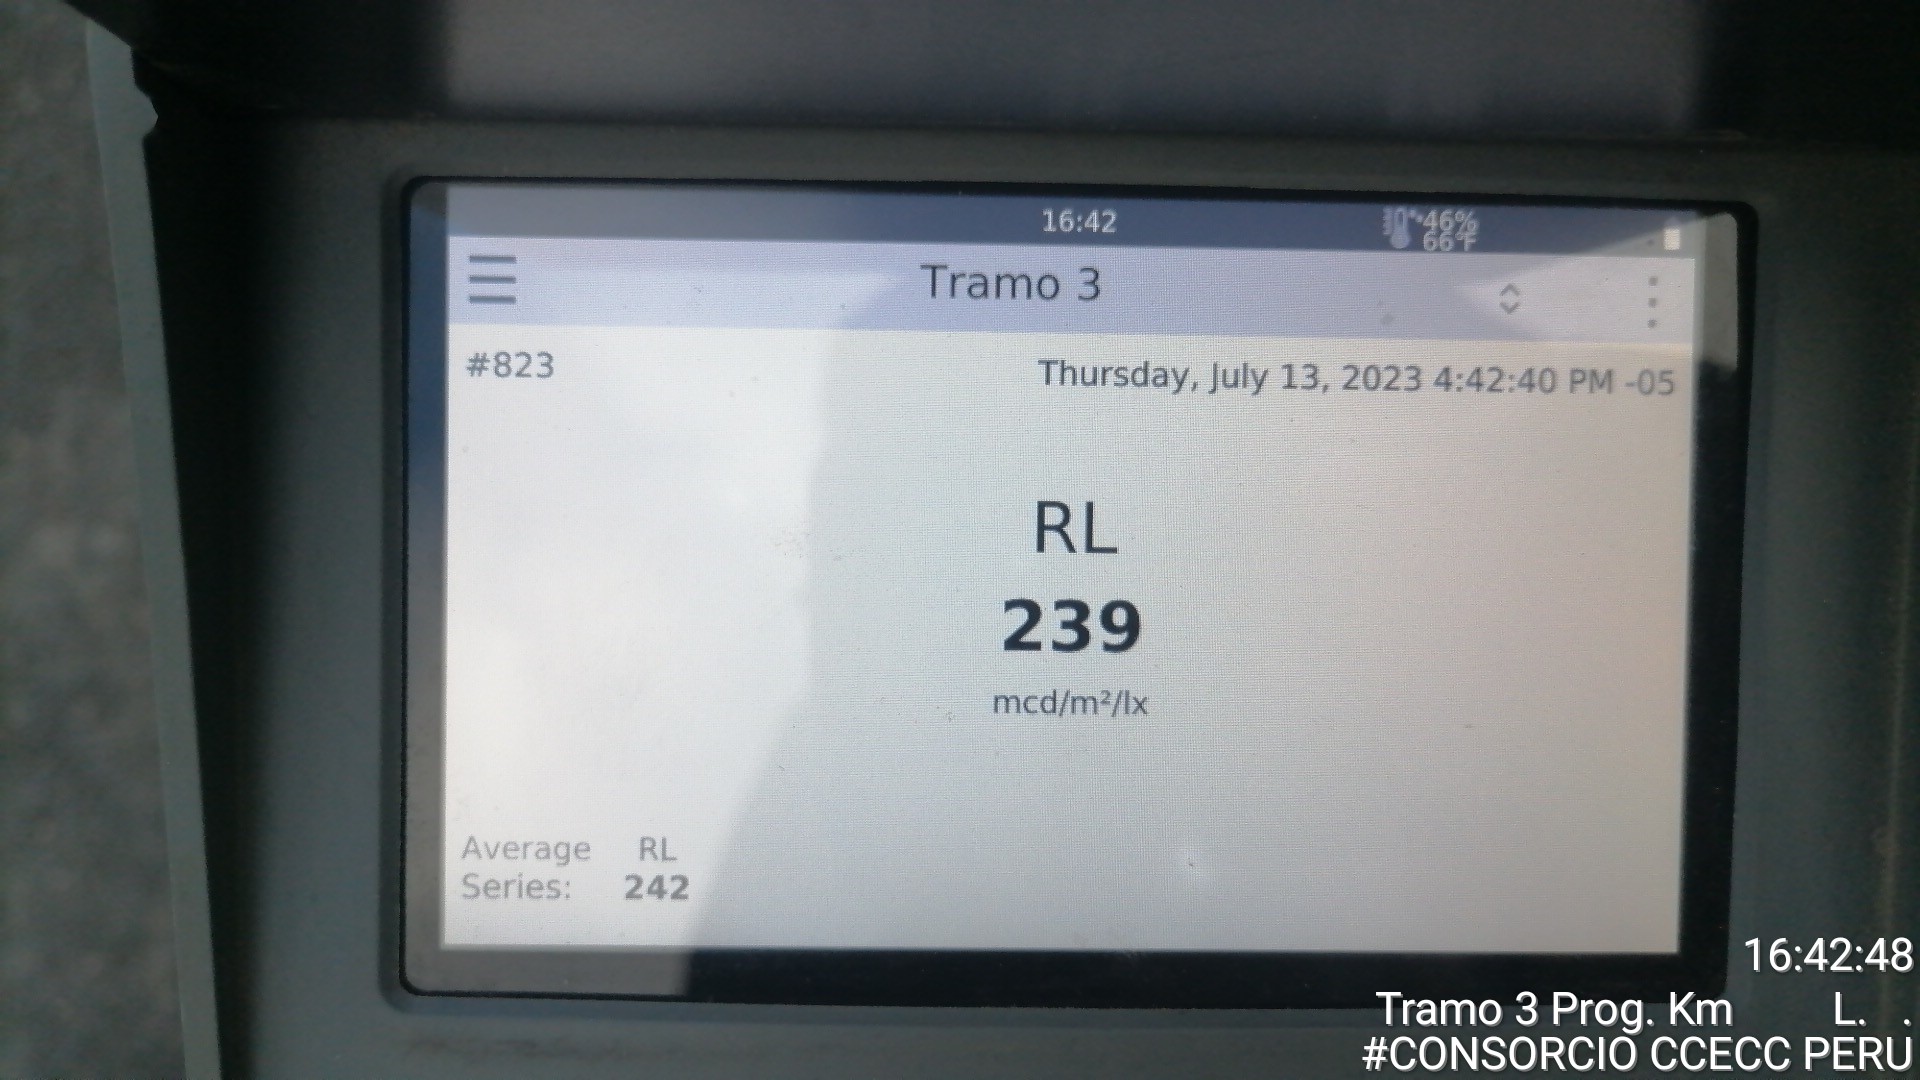 16:42
46%
66°F
Tramo 3
#823
Thursday, July 13, 2023 4:42:40 PM -05
RL
239
mcd/m²/lx
Average RL
Series: 242
16:42:48
Tramo 3 Prog. Km L. .
#CONSORCIO CCECC PERU